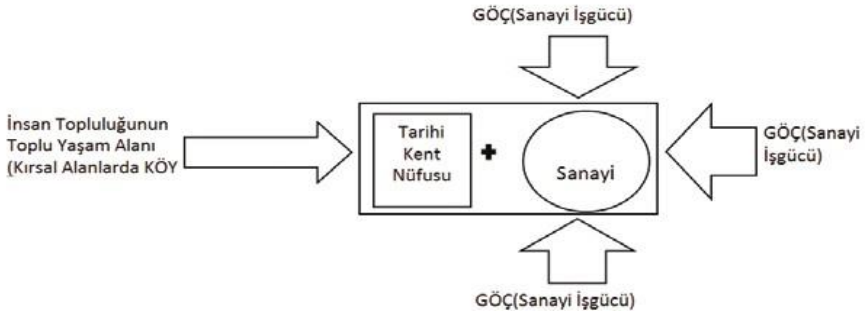 GÖÇ(Sanayi İşgücü)
İnsan Topluluğunun
Toplu Yaşam Alanı
(Kırsal Alanlarda KÖY
Tarihi
Kent
Nüfusu
+
Sanayi
GÖÇ(Sanayi
İşgücü)
GÖÇ(Sanayi İşgücü)